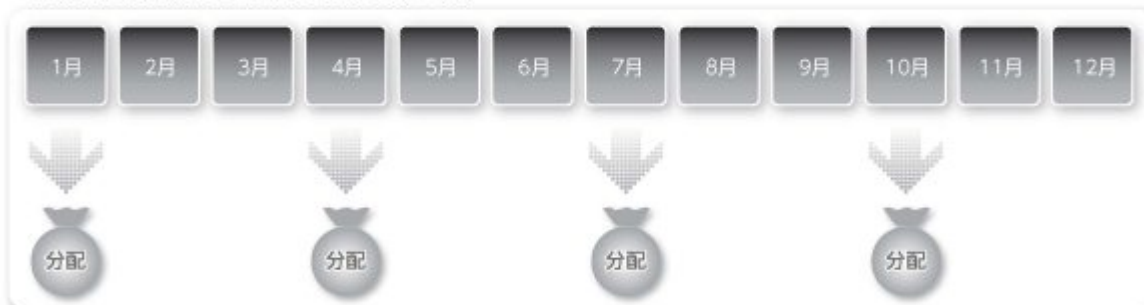 1月 2月 3月 4月 5月 6月 7月 8月 9月 10月 11月 12月
分配 分配 分配 分配